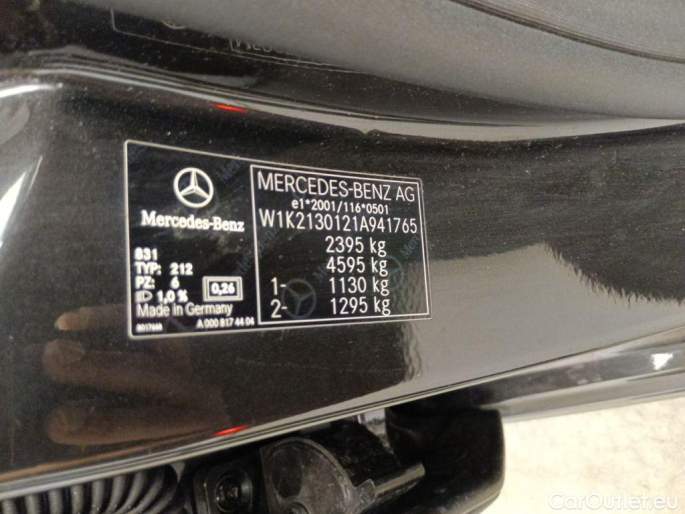 Mercedes-Benz
831
TYP: 212
PZ: 6
1,0 %
0,26
Made in Germany
A 000 817 44 04
MERCEDES-BENZ AG
e1*2001/116*0501
W1K2130121A941765
2395 kg
4595 kg
1- 1130 kg
2- 1295 kg
CarOutlet.eu